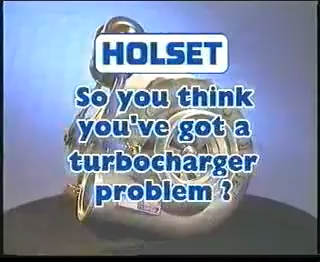 HOLSET
So you think
you've got a
turbocharger
problem ?